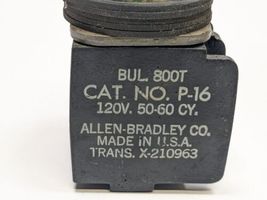 BUL. 800T
CAT. NO. P-16
120V. 50-60 CY.
ALLEN-BRADLEY CO.
MADE IN U.S.A.
TRANS. X-210963